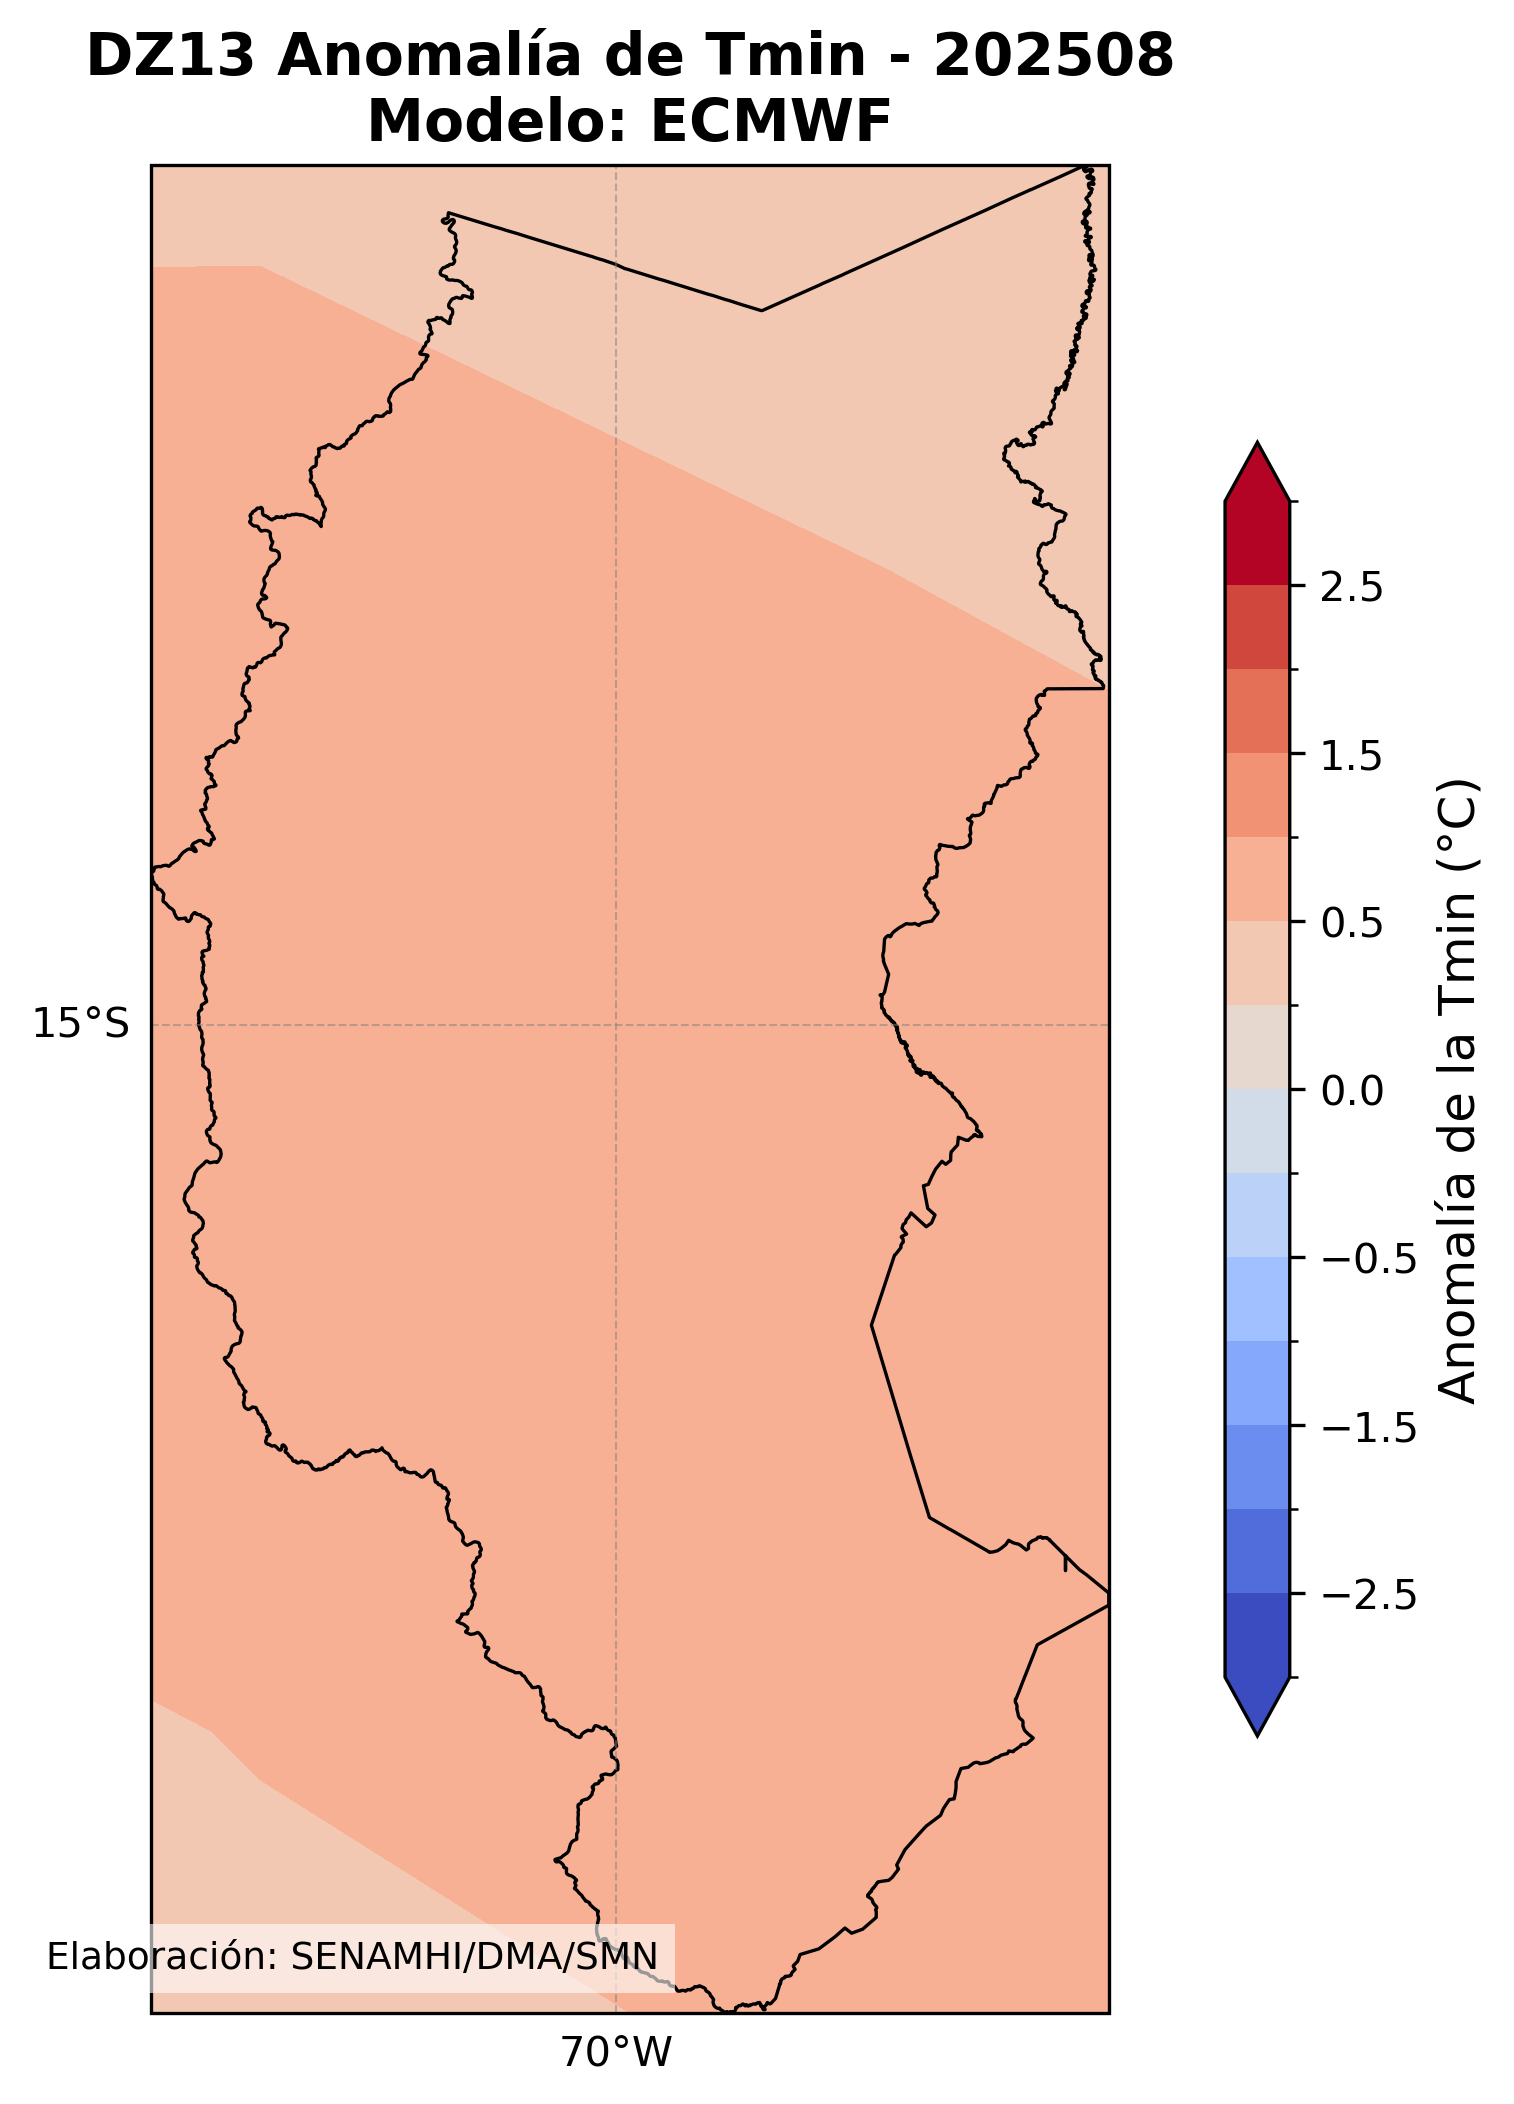 DZ13 Anomalía de Tmin - 202508
Modelo: ECMWF
2.5
1.5
0.5
0.0
−0.5
−1.5
−2.5
Anomalía de la Tmin (°C)
15°S
Elaboración: SENAMHI/DMA/SMN
70°W